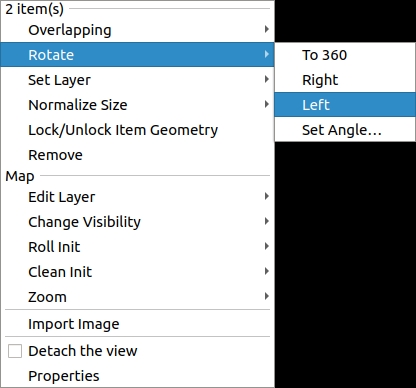 2 item(s)
Overlapping
Rotate
Set Layer
Normalize Size
Lock/Unlock Item Geometry
Remove
Map
Edit Layer
Change Visibility
Roll Init
Clean Init
Zoom
Import Image
Detach the view
Properties
To 360
Right
Left
Set Angle...